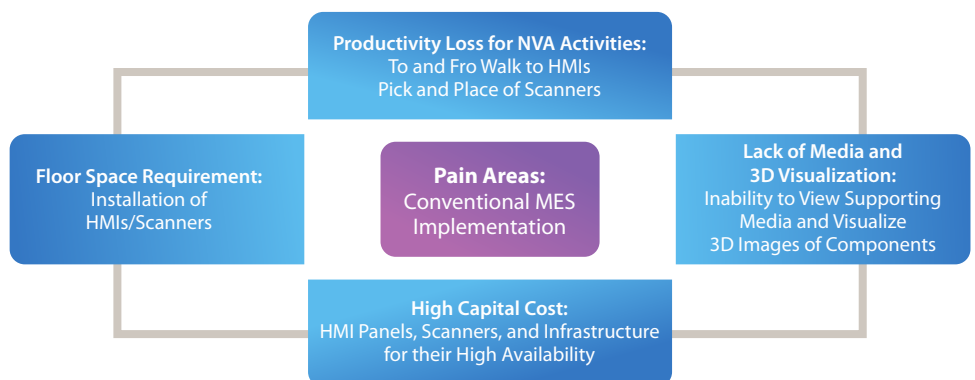 Productivity Loss for NVA Activities:
To and Fro Walk to HMIs
Pick and Place of Scanners
Floor Space Requirement:
Installation of
HMIs/Scanners
Pain Areas:
Conventional MES
Implementation
Lack of Media and
3D Visualization:
Inability to View Supporting
Media and Visualize
3D Images of Components
High Capital Cost:
HMI Panels, Scanners, and Infrastructure
for their High Availability